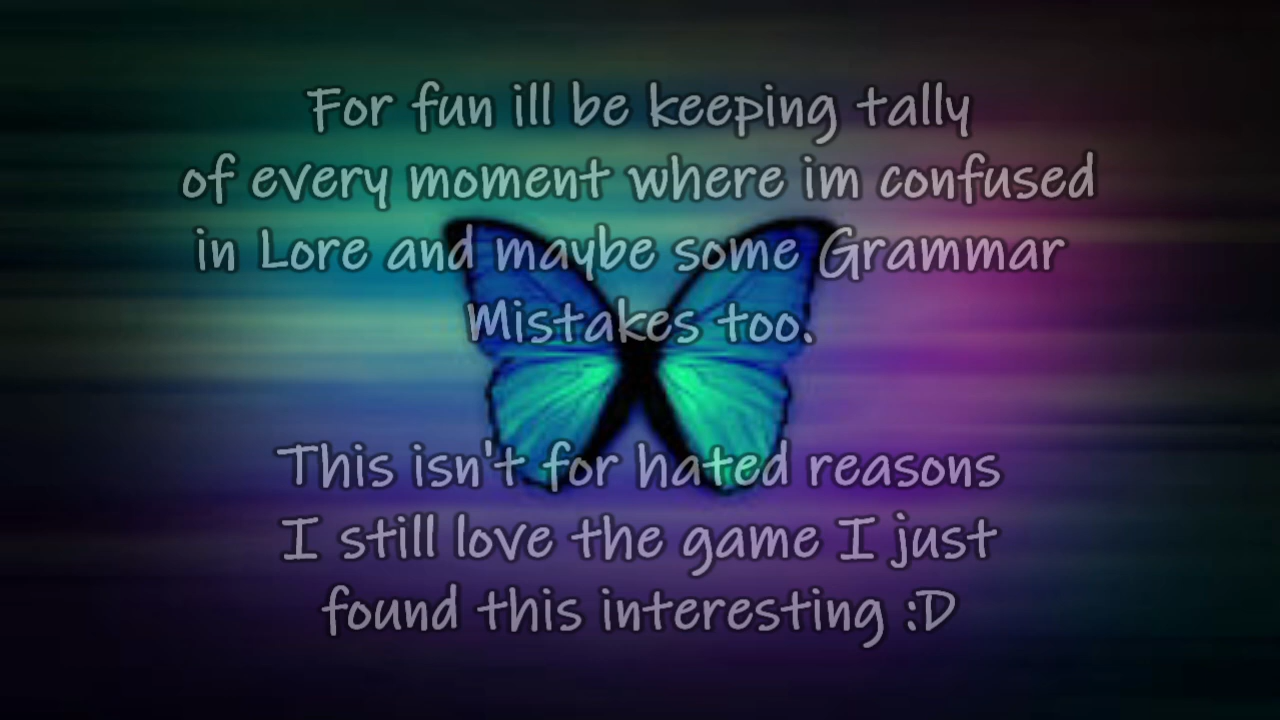 For fun ill be keeping tally
of every moment where im confused
in Lore and maybe some Grammar
Mistakes too.
This isn't for hated reasons
I still love the game I just
found this interesting :D